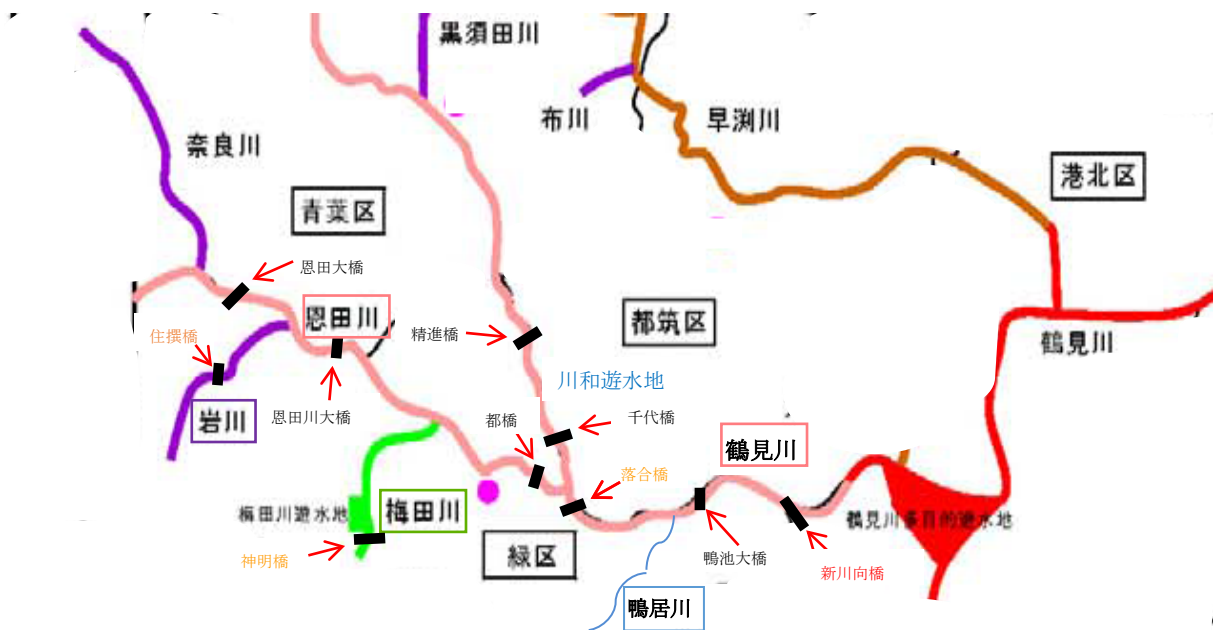 黒須田川
布川
早渕川
奈良川
港北区
青葉区
恩田大橋
恩田川
都筑区
精進橋
住撰橋
鶴見川
川和遊水地
岩川
恩田川大橋
都橋
千代橋
鶴見川
落合橋
梅田川
梅田川遊水地
鶴見川多目的遊水地
神明橋
緑区
鴨池大橋
新川向橋
鴨居川